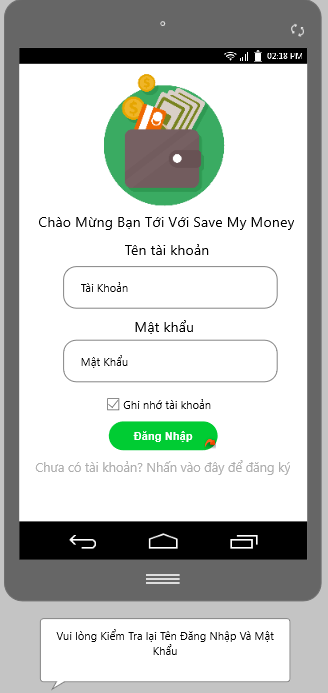 02:18 PM
Chào Mừng Bạn Tới Với Save My Money
Tên tài khoản
Tài Khoản
Mật khẩu
Mật Khẩu
Ghi nhớ tài khoản
Đăng Nhập
Chưa có tài khoản? Nhấn vào đây để đăng ký
Vui lòng Kiểm Tra lại Tên Đăng Nhập Và Mật
Khẩu